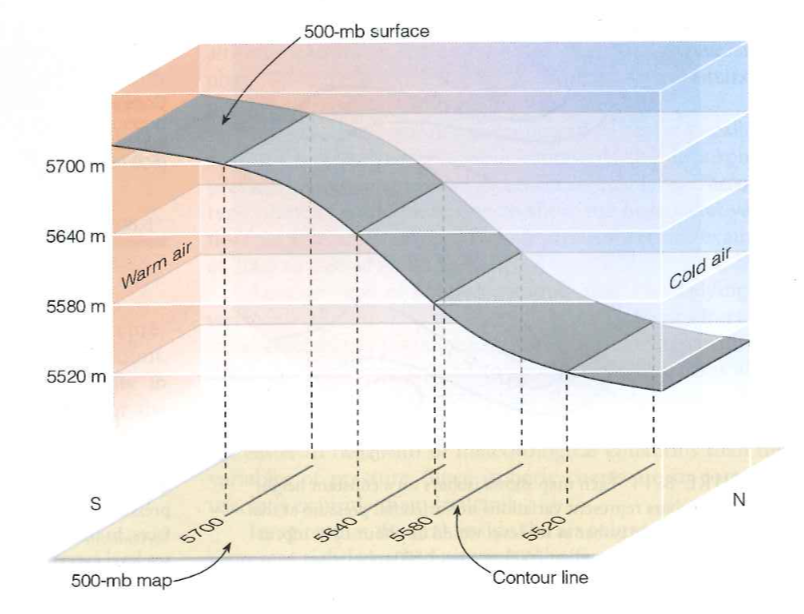 500-mb surface
5700 m
5640 m
5580 m
5520 m
Warm air
Cold air
S
N
5700
5640
5580
5520
500-mb map
Contour line